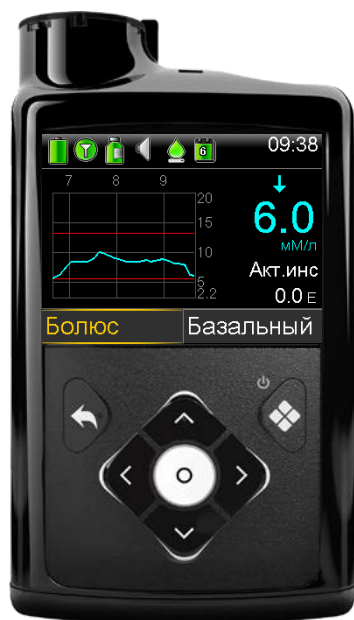 6
09:38
7 8 9
20
15
10
5
2.2
6.0
мМ/л
Акт.инс
0.0 E
Болюс
Базальный